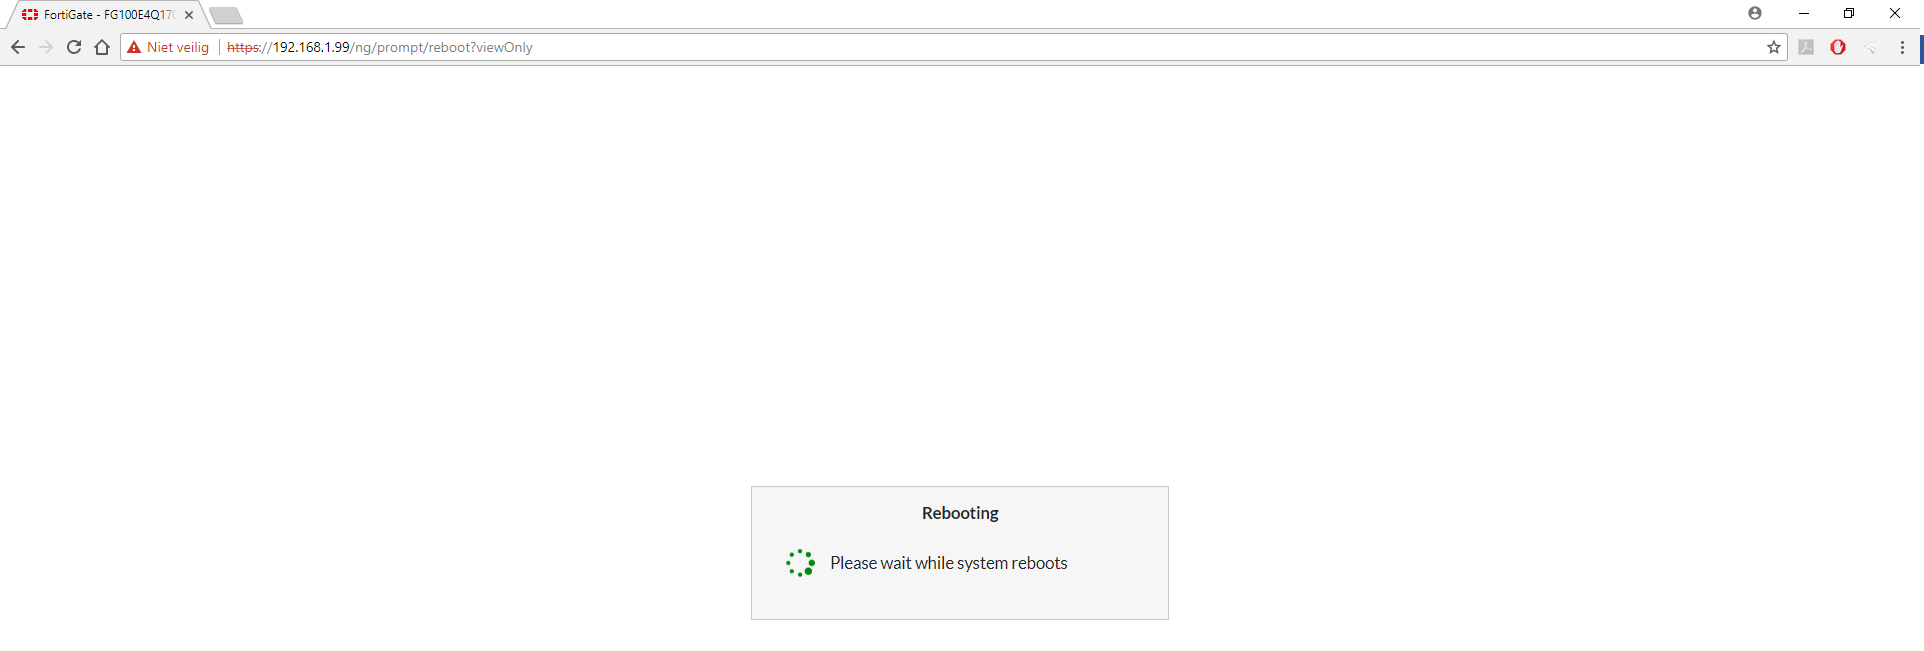 FortiGate - FG100E4Q17
Niet veilig https://192.168.1.99/ng/prompt/reboot?viewOnly
Rebooting
Please wait while system reboots